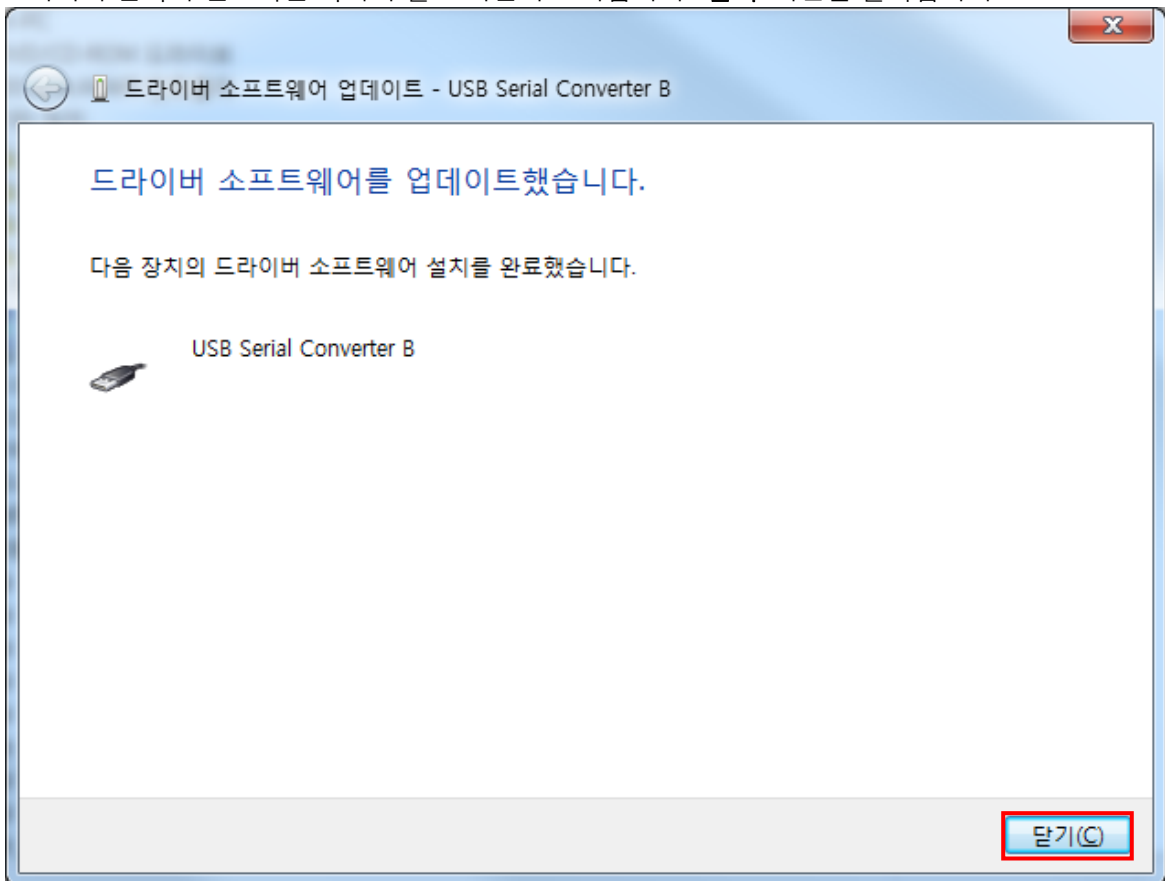 드라이버 소프트웨어 업데이트 - USB Serial Converter B
드라이버 소프트웨어를 업데이트했습니다.
다음 장치의 드라이버 소프트웨어 설치를 완료했습니다.
USB Serial Converter B
닫기(C)